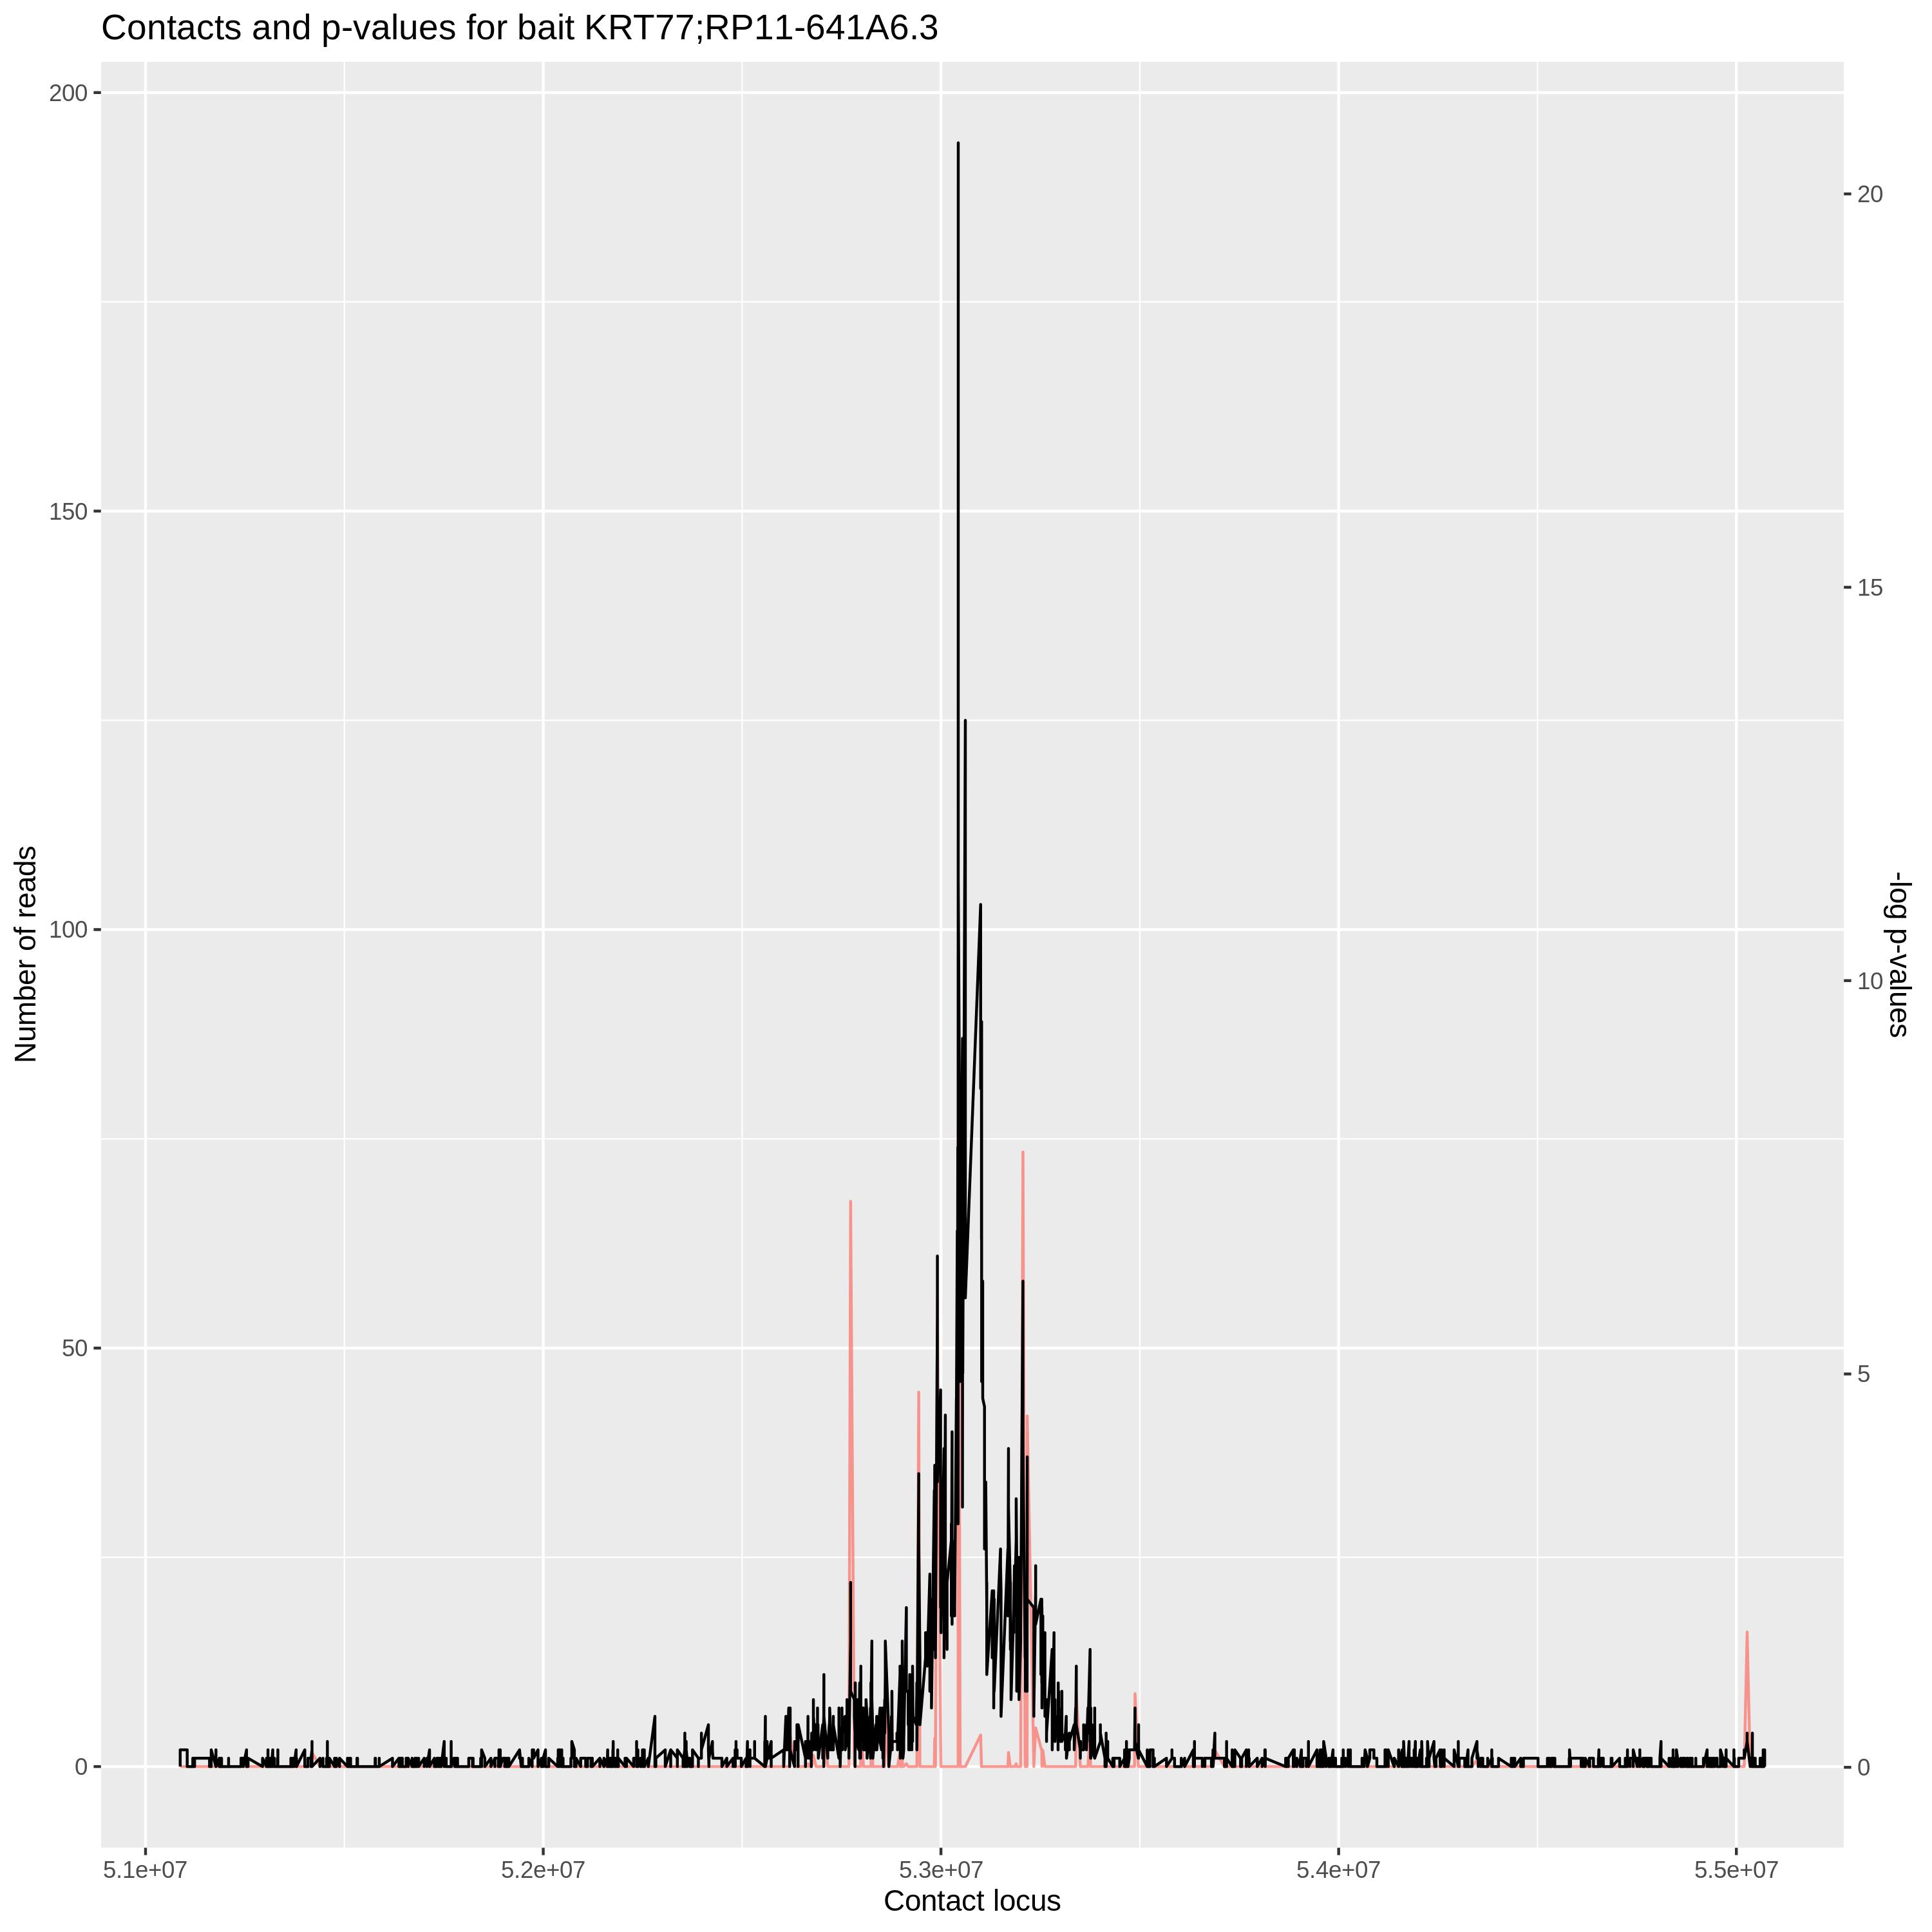 Contacts and p-values for bait KRT77;RP11-641A6.3
200
150
100
50
0
Number of reads
20
15
10
5
0
-log p-values
5.1e+07
5.2e+07
5.3e+07
5.4e+07
5.5e+07
Contact locus